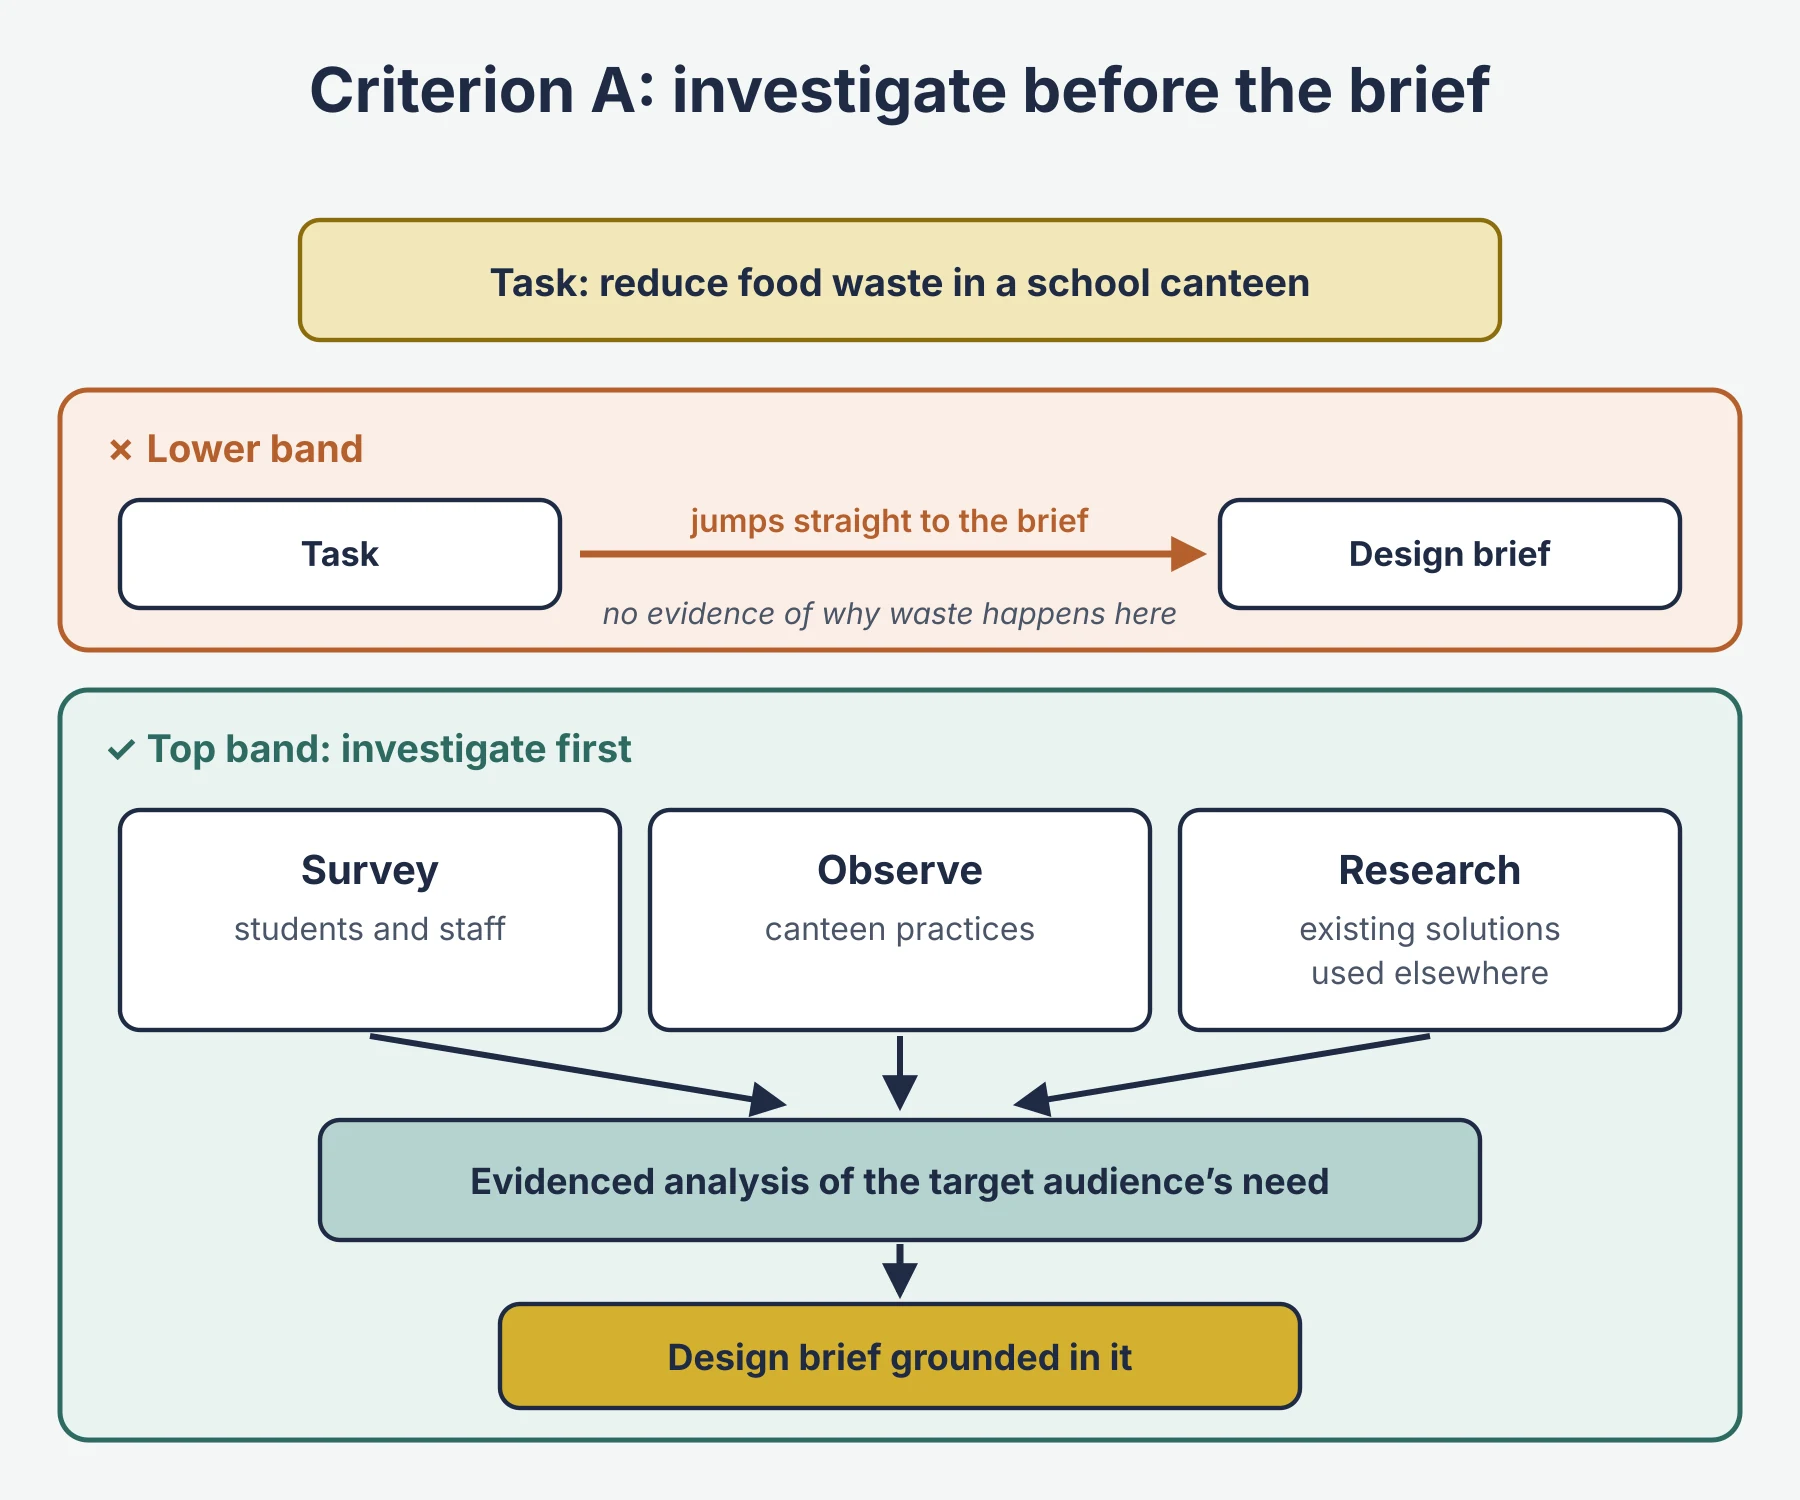 Criterion A: investigate before the brief
Task: reduce food waste in a school canteen
× Lower band
Task
jumps straight to the brief
no evidence of why waste happens here
Design brief
✓ Top band: investigate first
Survey
students and staff
Observe
canteen practices
Research
existing solutions
used elsewhere
Evidenced analysis of the target audience’s need
Design brief grounded in it